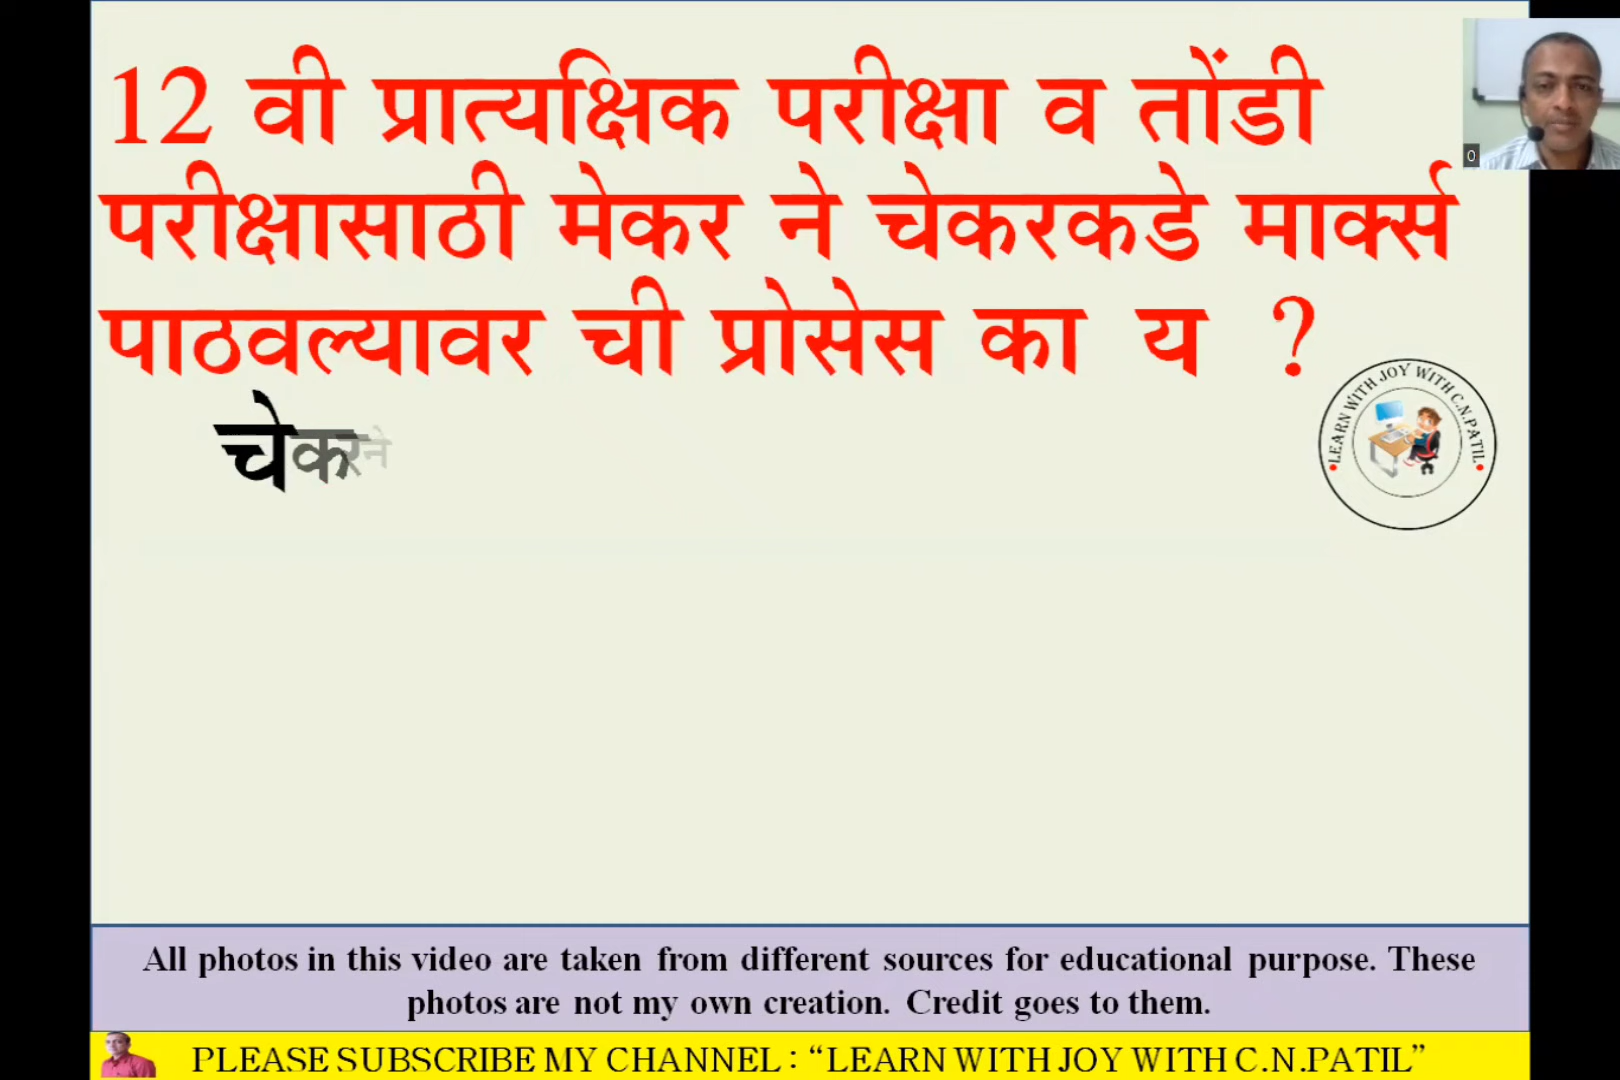 12 वी प्रात्यक्षिक परीक्षा व तोंडी
परीक्षासाठी मेकर ने चेकरकडे मार्क्स
पाठवल्यावर ची प्रोसेस का य ?
चेकरने
LEARN WITH JOY WITH C.N.PATIL
0
All photos in this video are taken from different sources for educational purpose. These
photos are not my own creation. Credit goes to them.
PLEASE SUBSCRIBE MY CHANNEL : “LEARN WITH JOY WITH C.N.PATIL”